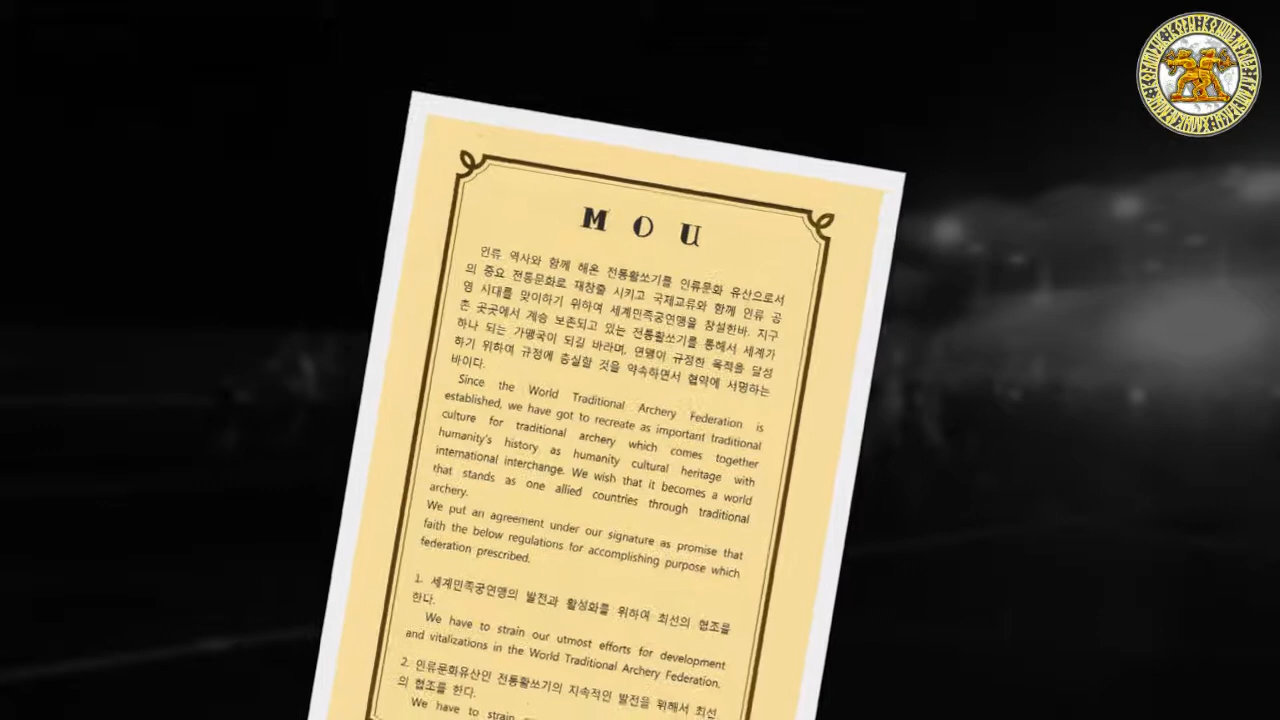 M O U
인류 역사와 함께 해온 전통활쏘기를 인류문화 유산으로서
의 중요 전통문화로 재창출 시키고 국제교류와 함께 인류 공
영 시대를 맞이하기 위하여 세계민족궁연맹을 창설한바. 지구
촌 곳곳에서 계승 보존되고 있는 전통활쏘기를 통해서 세계가
하나 되는 가맹국이 되길 바라며, 연맹이 규정한 목적을 달성
하기 위하여 규정에 충실할 것을 약속하면서 협약에 서명하는
바이다.
Since the World Traditional Archery Federation is
established, we have got to recreate as important traditional
culture for traditional archery which comes together
humanity's history as humanity cultural heritage with
international interchange. We wish that it becomes a world
that stands as one allied countries through traditional
archery.
We put an agreement under our signature as promise that
faith the below regulations for accomplishing purpose which
federation prescribed.
1. 세계민족궁연맹의 발전과 활성화를 위하여 최선의 협조를
한다.
We have to strain our utmost efforts for development
and vitalizations in the World Traditional Archery Federation.
2. 인류문화유산인 전통활쏘기의 지속적인 발전을 위해서 최선
의 협조를 한다.
We have to strain